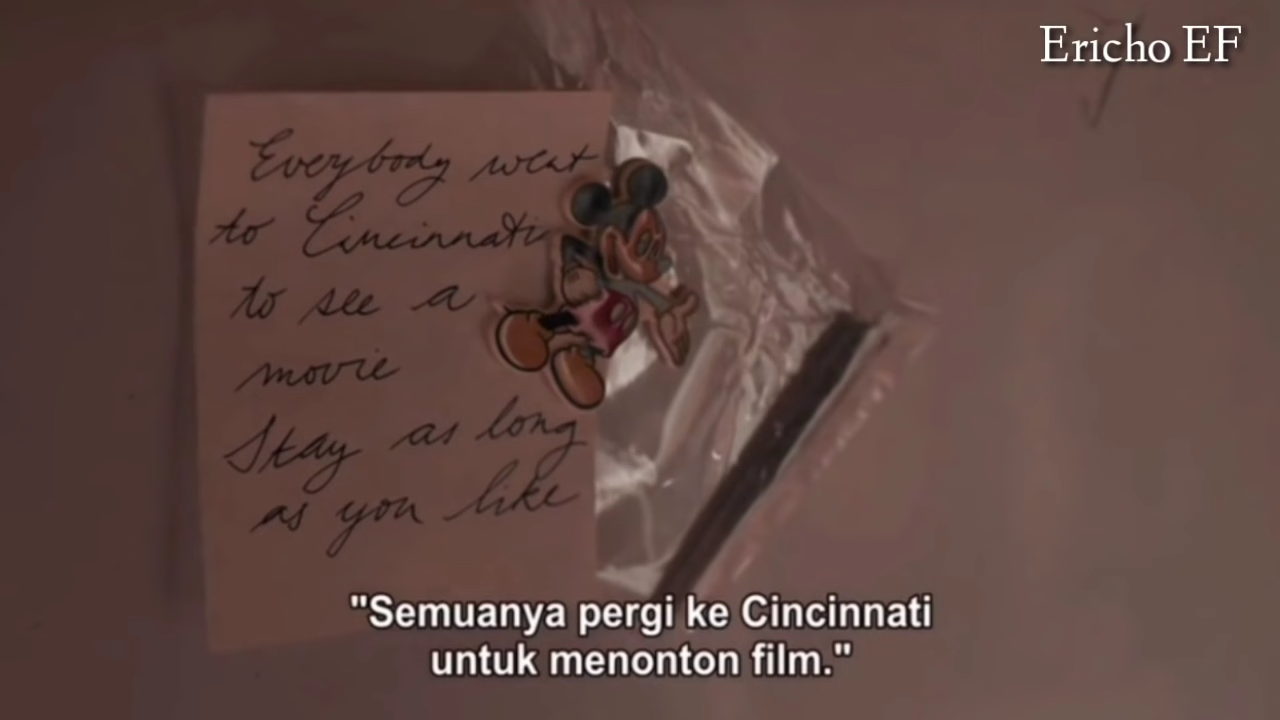 Ericho EF
Everybody went
to Cincinnati
to see a
movie
Stay as long
as you like
"Semuanya pergi ke Cincinnati
untuk menonton film."